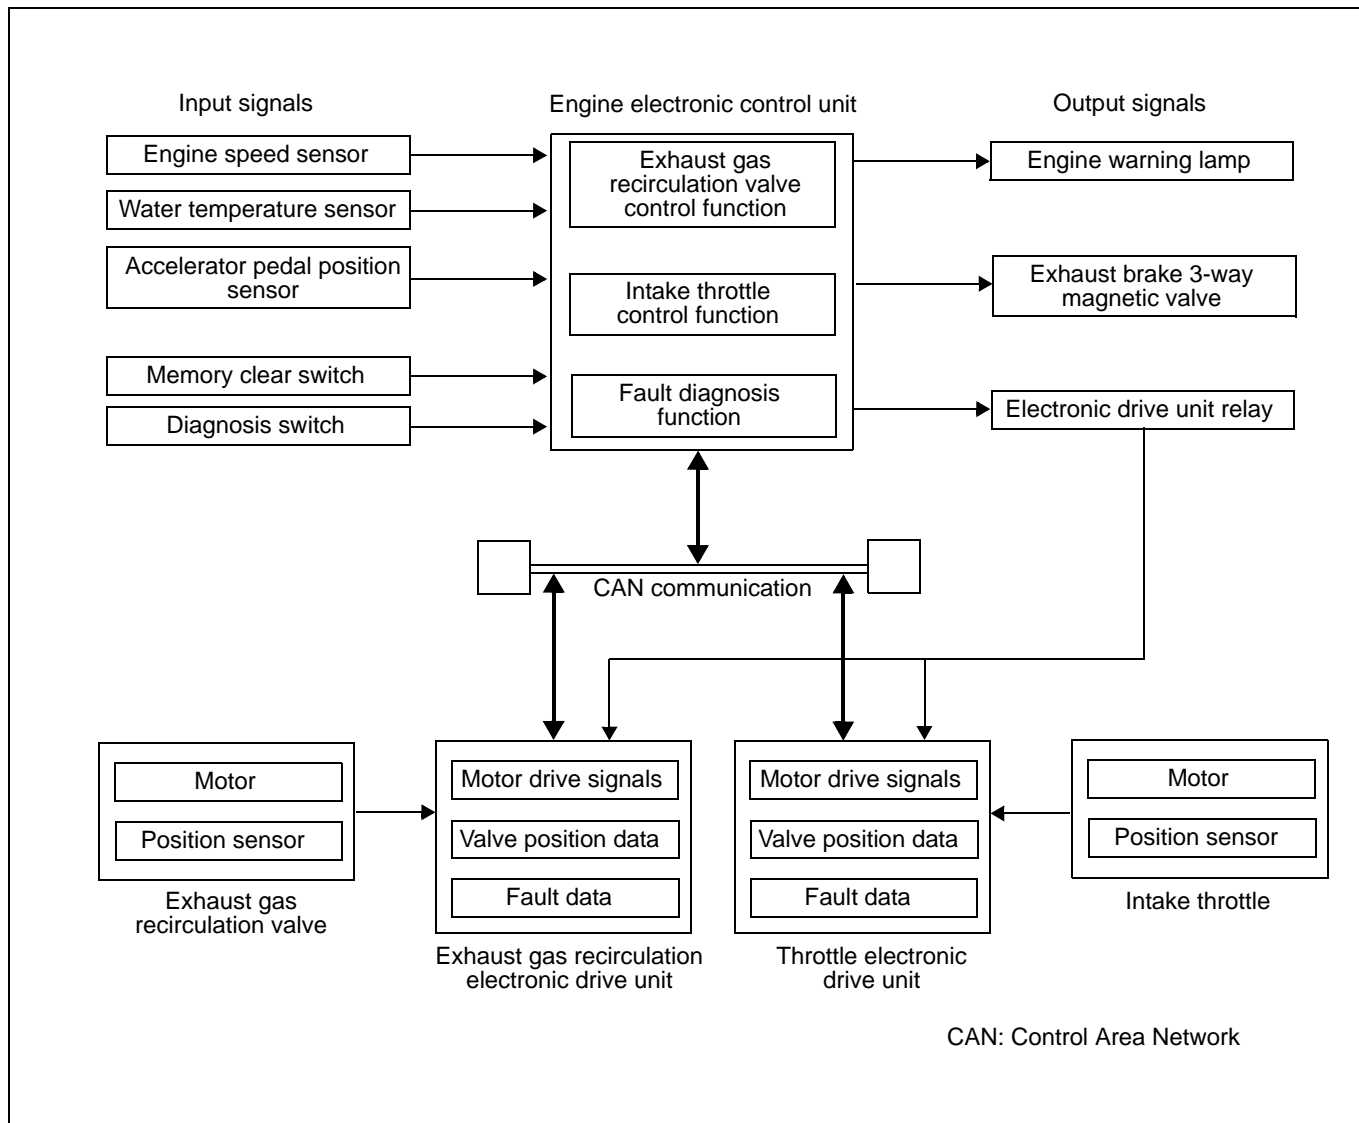 Input signals
Engine electronic control unit
Output signals
Engine speed sensor
Water temperature sensor
Accelerator pedal position
sensor
Memory clear switch
Diagnosis switch
Exhaust gas
recirculation valve
control function
Intake throttle
control function
Fault diagnosis
function
Engine warning lamp
Exhaust brake 3-way
magnetic valve
Electronic drive unit relay
CAN communication
Motor
Position sensor
Exhaust gas
recirculation valve
Motor drive signals
Valve position data
Fault data
Exhaust gas recirculation
electronic drive unit
Motor drive signals
Valve position data
Fault data
Throttle electronic
drive unit
Motor
Position sensor
Intake throttle
CAN: Control Area Network